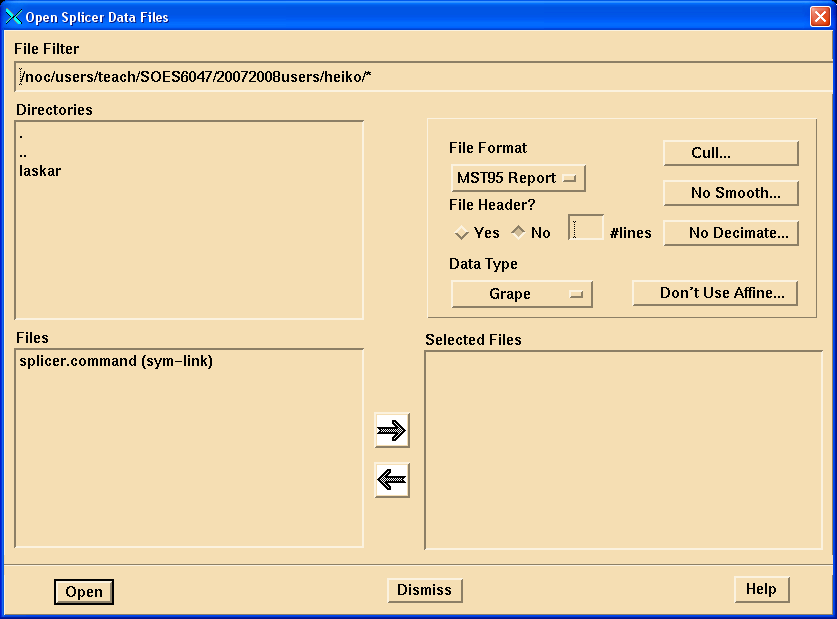 Open Splicer Data Files
File Filter
/noc/users/teach/SOES6047/20072008users/heiko/*
Directories
.
..
laskar
File Format
MST95 Report
File Header?
Yes No #lines
Data Type
Grape
Cull...
No Smooth...
No Decimate...
Don't Use Affine...
Files
splicer.command (sym-link)
Selected Files
Open Dismiss Help